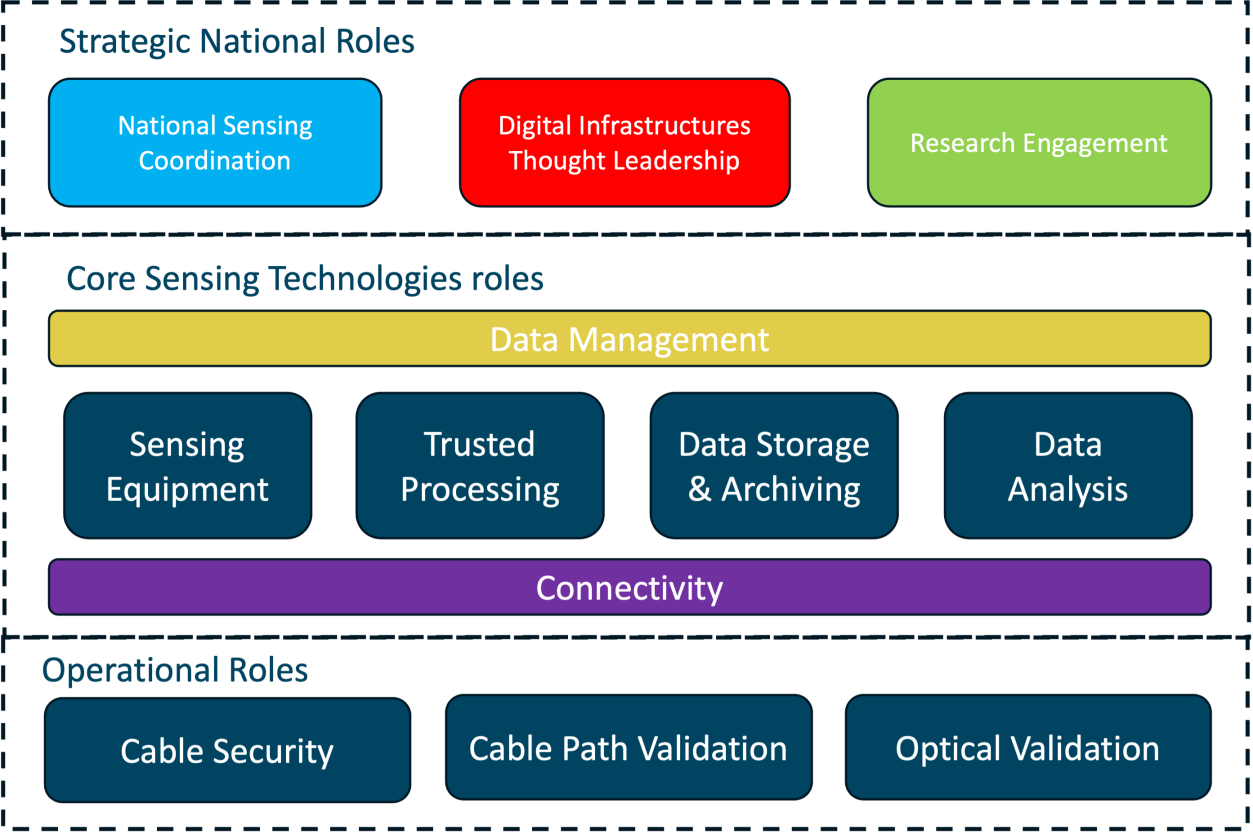 Strategic National Roles
National Sensing
Coordination
Digital Infrastructures
Thought Leadership
Research Engagement
Core Sensing Technologies roles
Data Management
Sensing
Equipment
Trusted
Processing
Data Storage
& Archiving
Data
Analysis
Connectivity
Operational Roles
Cable Security
Cable Path Validation
Optical Validation